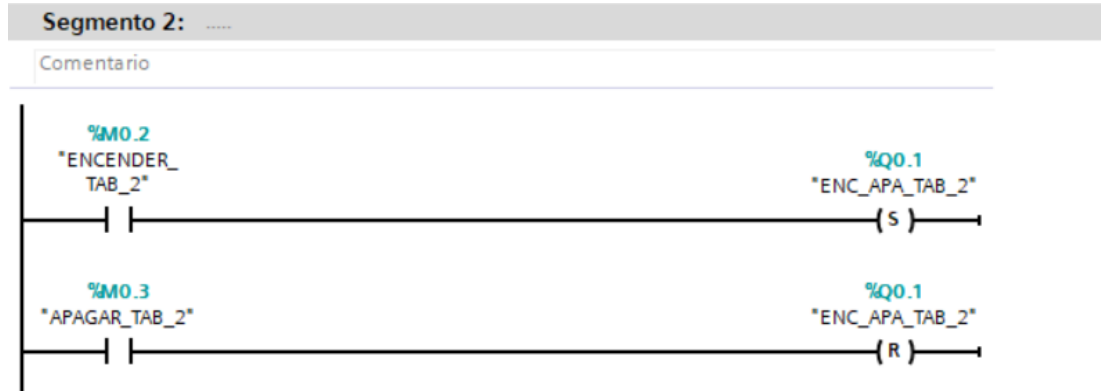 Segmento 2: .....
Comentario
%M0.2
"ENCENDER_
TAB_2"
%Q0.1
"ENC_APA_TAB_2"
S
%M0.3
"APAGAR_TAB_2"
%Q0.1
"ENC_APA_TAB_2"
R